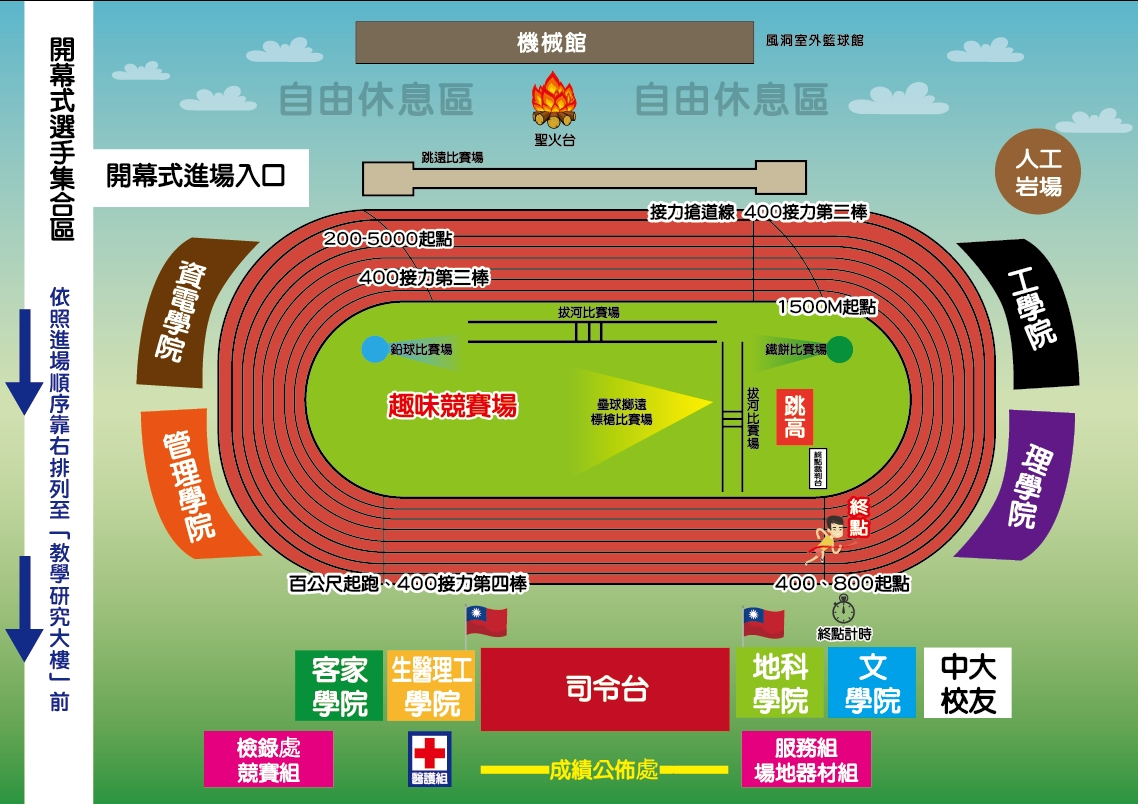 開幕式選手集合區
依照進場順序靠右排列至「教學研究大樓」前
機械館
風洞室外籃球館
自由休息區
自由休息區
聖火台
開幕式進場入口
跳遠比賽場
人工
岩場
接力搶道線
400接力第二棒
200-5000起點
400接力第三棒
1500M起點
資電學院
工學院
拔河比賽場
鉛球比賽場
鐵餅比賽場
趣味競賽場
壘球擲遠
標槍比賽場
拔河比賽場
跳高
終點裁判台
管理學院
理學院
終點
百公尺起跑、400接力第四棒
400、800起點
終點計時
客家
學院
生醫理工
學院
司令台
地科
學院
文
學院
中大
校友
檢錄處
競賽組
醫護組
成績公佈處
服務組
場地器材組